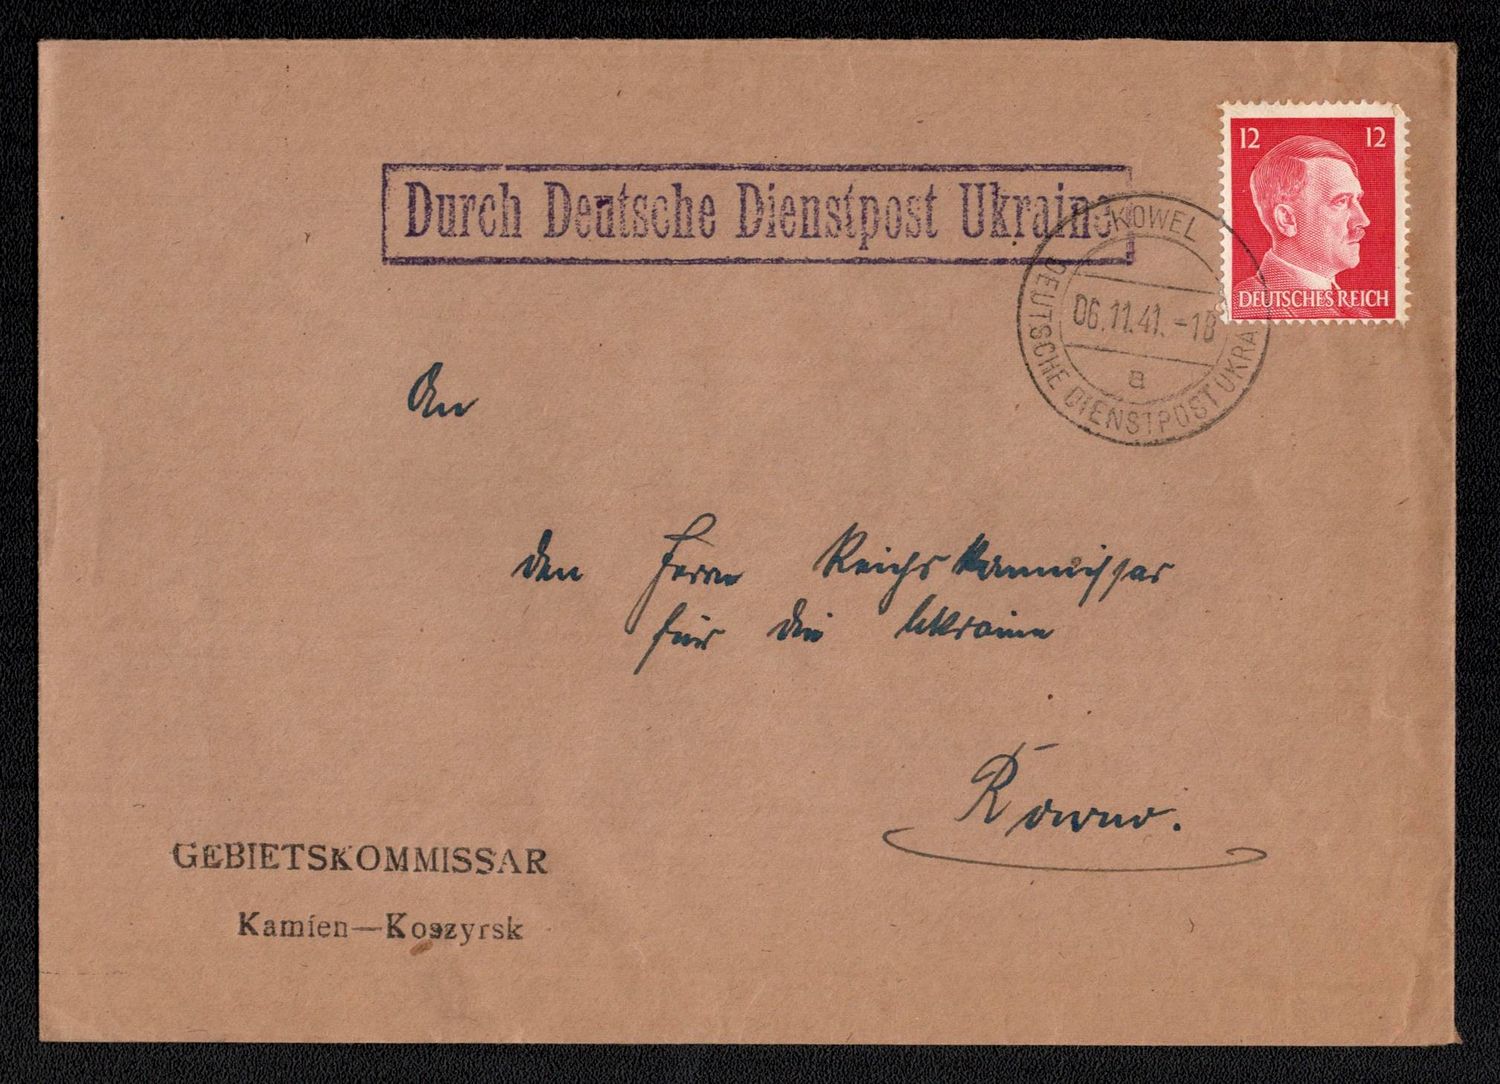 Durch Deutsche Dienstpost Ukraine
12 12
DEUTSCHES REICH
KOWEL
06.11.41.-18
a
DEUTSCHE DIENSTPOST UKRA
An
den Herrn Reichskommissar
für die Ukraine
Rowno.
GEBIETSKOMMISSAR
Kamien—Koszyrsk